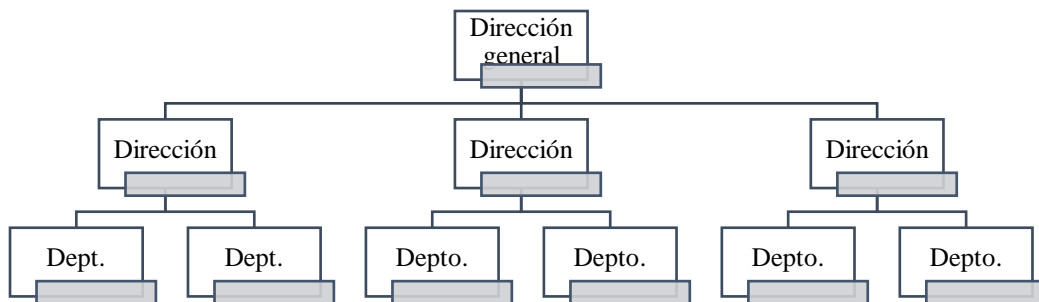 Dirección
general
Dirección
Dirección
Dirección
Dept.
Dept.
Depto.
Depto.
Depto.
Depto.